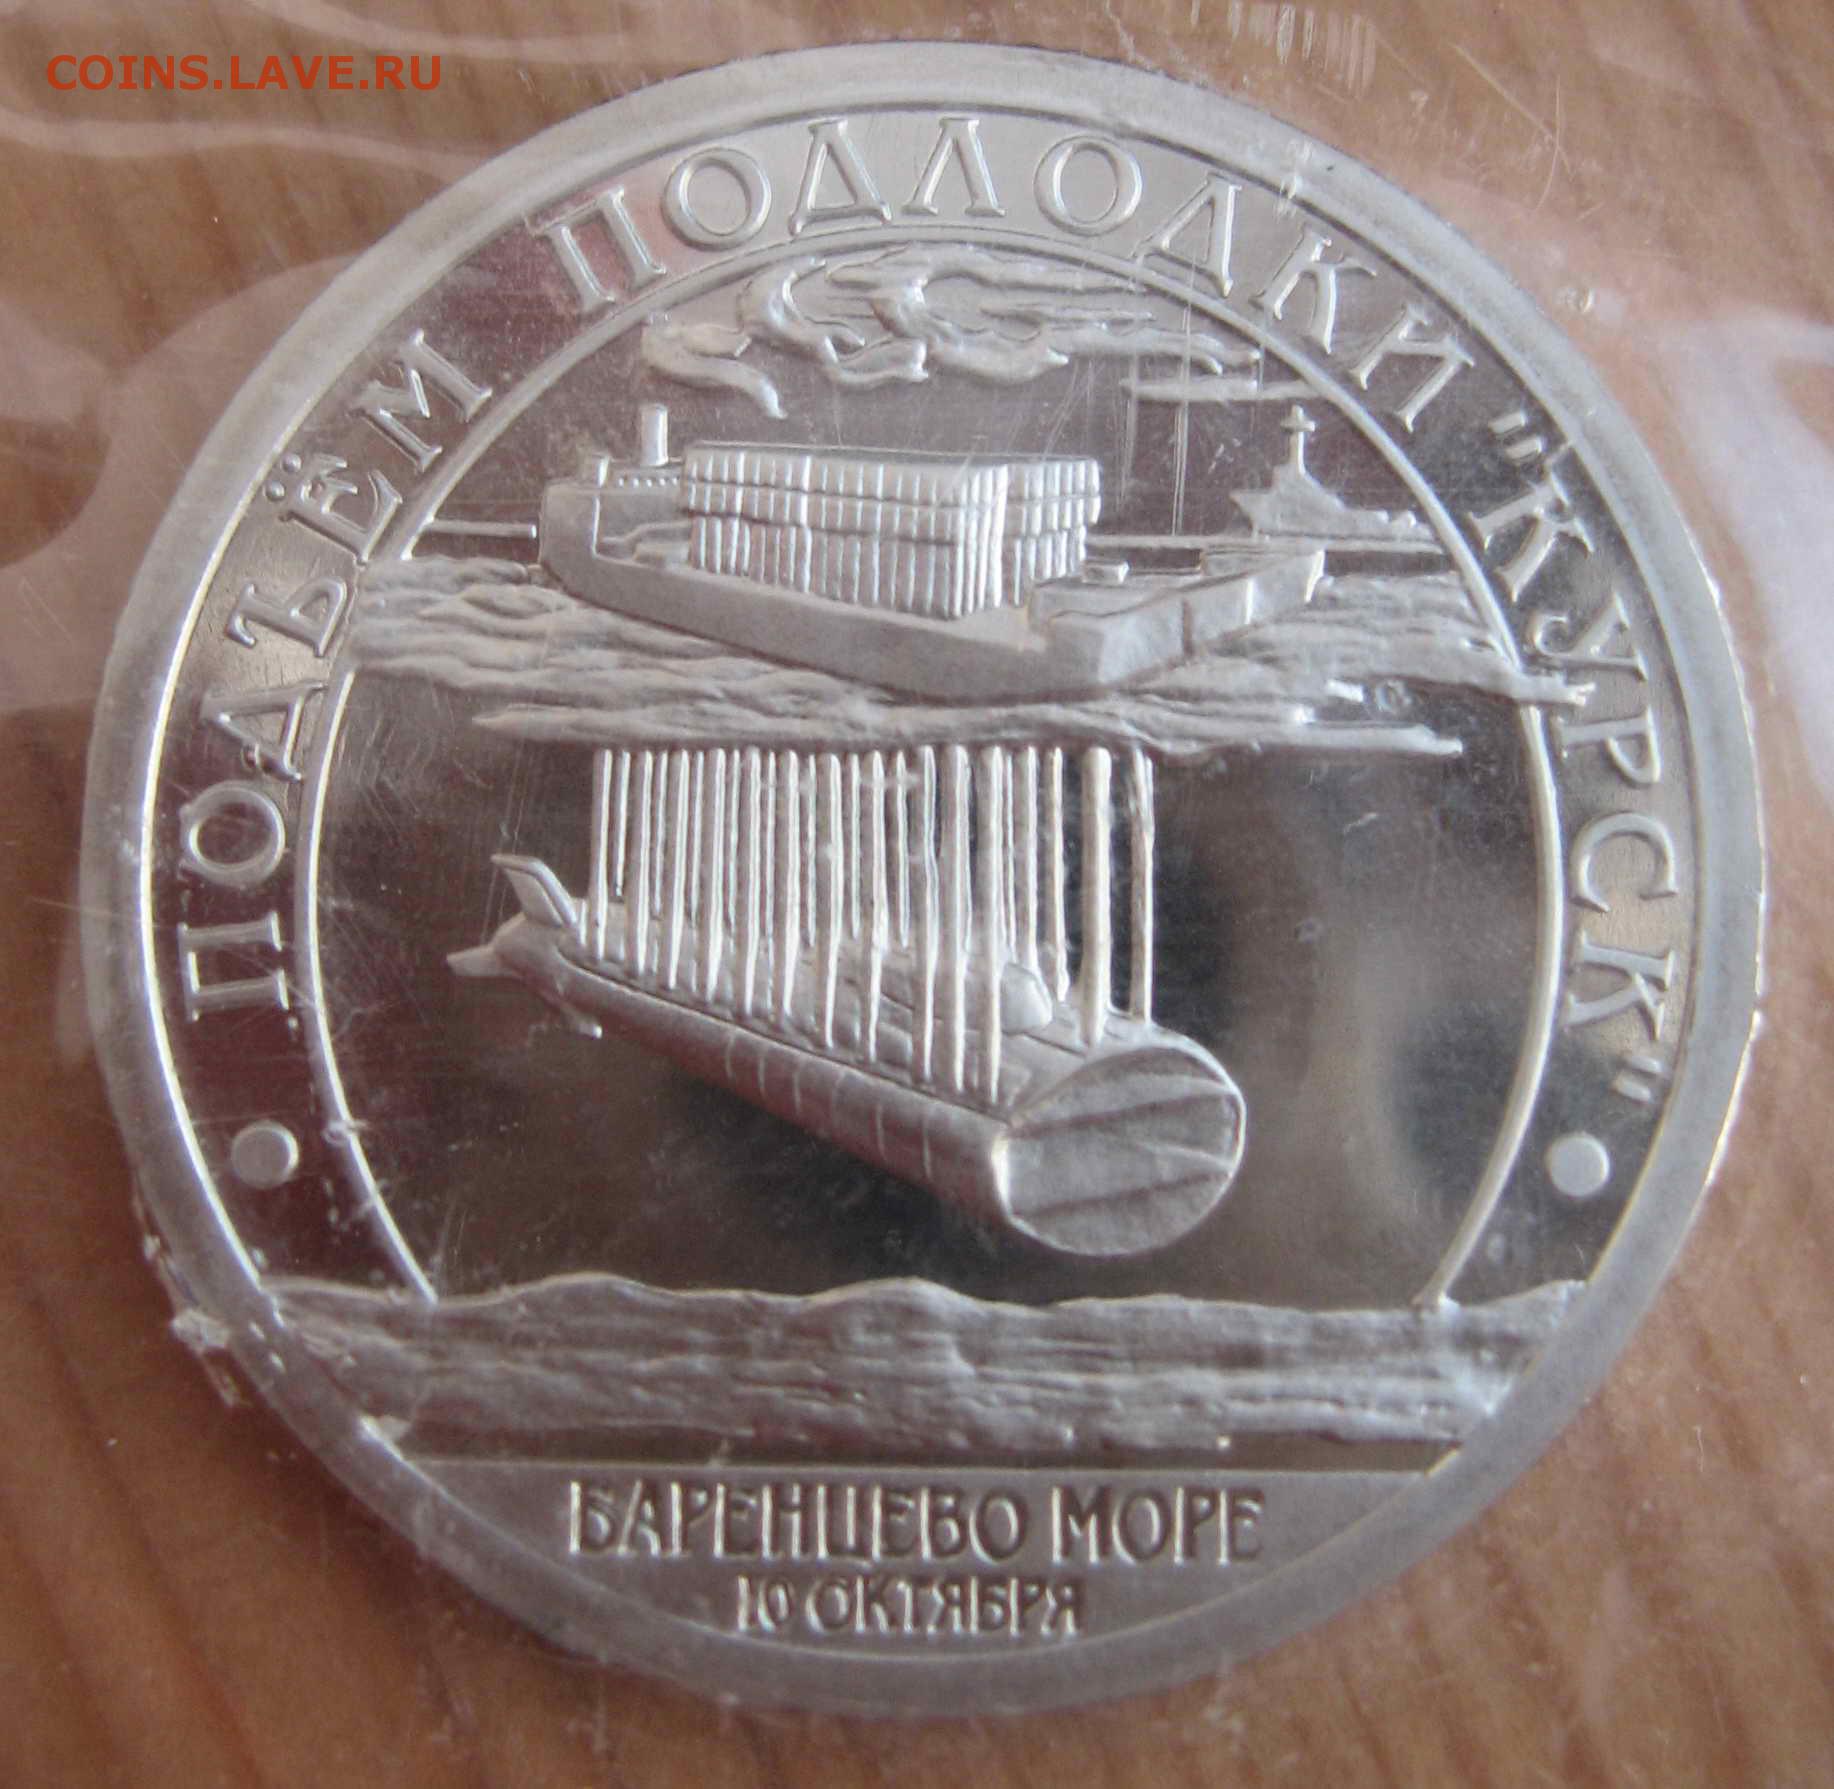 COINS.LAVE.RU
ПОДЪЁМ ПОДЛОДКИ "КУРСК"
БАРЕНЦЕВО МОРЕ
10 ОКТЯБРЯ